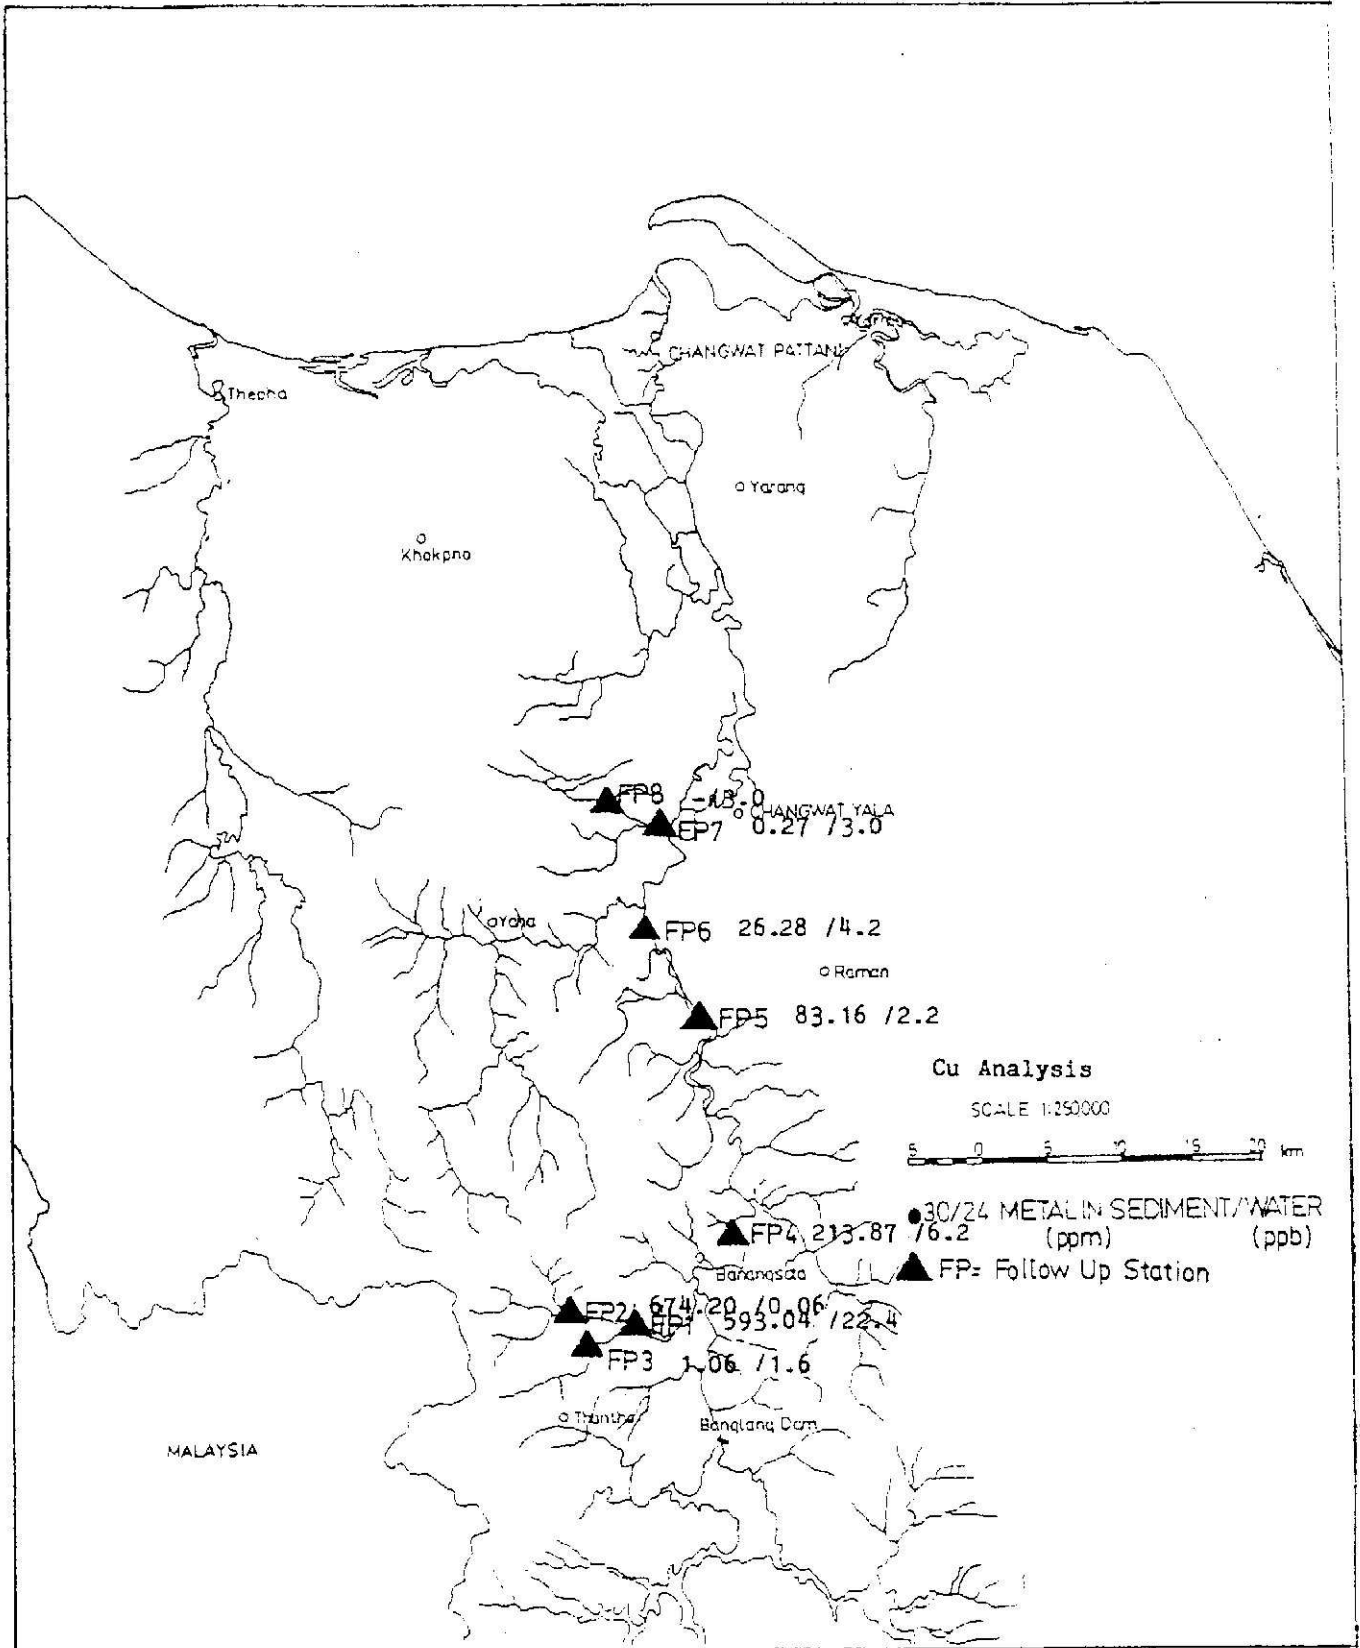 CHANGWAT PATTANI
Thepha
Yarang
Khokpho
FP8
CHANGWAT YALA
FP7 0.27 /3.0
Yaha
FP6 26.28 /4.2
Raman
FP5 83.16 /2.2
Cu Analysis
SCALE 1:250000
5 0 5 10 15 20 km
30/24 METAL IN SEDIMENT/WATER
(ppm) (ppb)
FP4 213.87 /6.2
FP= Follow Up Station
Banangsata
FP2 674.20 /0.06
FP1 593.04 /22.4
FP3 1.06 /1.6
Thantho
Banglang Dam
MALAYSIA